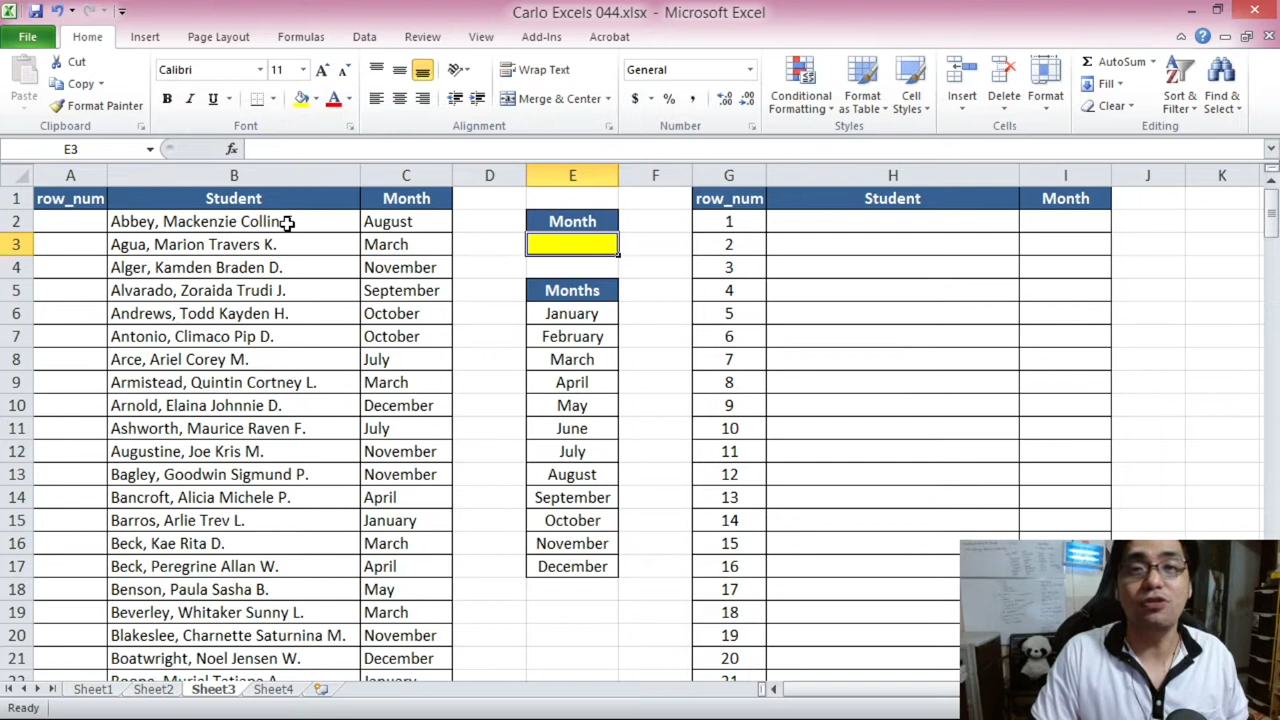 Carlo Excels 044.xlsx - Microsoft Excel
File Home Insert Page Layout Formulas Data Review View Add-Ins Acrobat
Paste Cut Copy Format Painter
Calibri 11
B I U
Wrap Text
Merge & Center
General
$ % ,
Conditional Formatting Format as Table Cell Styles
Insert Delete Format
AutoSum Fill Clear
Sort & Filter Find & Select
Clipboard Font Alignment Number Styles Cells Editing
E3 fx
A B C D E F G H I J K
1 row_num Student Month row_num Student Month
2 Abbey, Mackenzie Collin August Month 1
3 Agua, Marion Travers K. March 2
4 Alger, Kamden Braden D. November 3
5 Alvarado, Zoraida Trudi J. September Months 4
6 Andrews, Todd Kayden H. October January 5
7 Antonio, Climaco Pip D. October February 6
8 Arce, Ariel Corey M. July March 7
9 Armistead, Quintin Cortney L. March April 8
10 Arnold, Elaina Johnnie D. December May 9
11 Ashworth, Maurice Raven F. July June 10
12 Augustine, Joe Kris M. November July 11
13 Bagley, Goodwin Sigmund P. November August 12
14 Bancroft, Alicia Michele P. April September 13
15 Barros, Arlie Trev L. January October 14
16 Beck, Kae Rita D. March November 15
17 Beck, Peregrine Allan W. April December 16
18 Benson, Paula Sasha B. May 17
19 Beverley, Whitaker Sunny L. March 18
20 Blakeslee, Charnette Saturnina M. November 19
21 Boatwright, Noel Jensen W. December 20
Sheet1 Sheet2 Sheet3 Sheet4
Ready